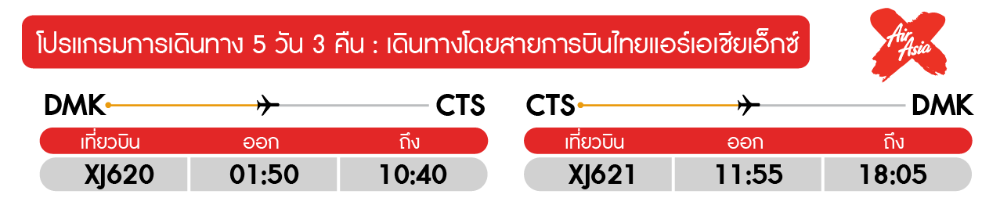 โปรแกรมการเดินทาง 5 วัน 3 คืน : เดินทางโดยสายการบินไทยแอร์เอเชียเอ็กซ์
Air
Asia
DMK CTS
เที่ยวบิน ออก ถึง
XJ620 01:50 10:40
CTS DMK
เที่ยวบิน ออก ถึง
XJ621 11:55 18:05